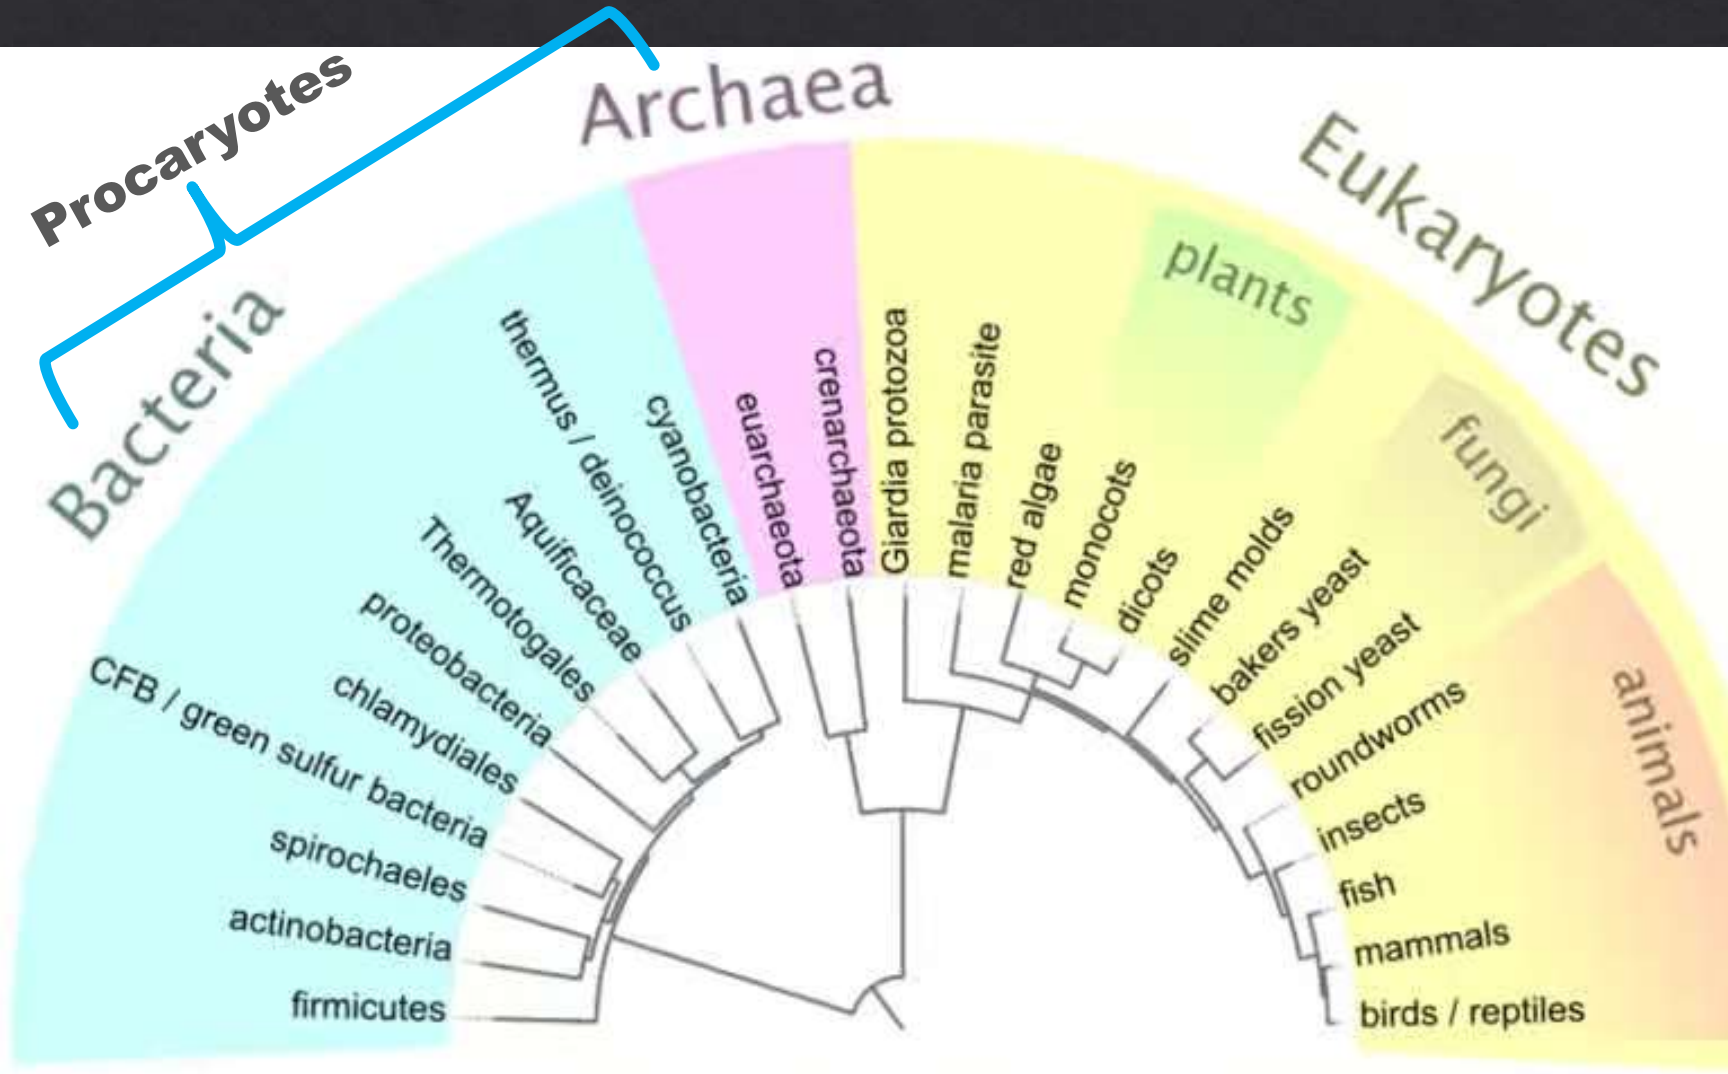 Procaryotes
Bacteria
Archaea
Eukaryotes
plants
fungi
animals
firmicutes
actinobacteria
spirochaeles
CFB / green sulfur bacteria
chlamydiales
proteobacteria
Thermotogales
Aquificaceae
thermus / deinococcus
cyanobacteria
euarchaeota
crenarchaeota
Giardia protozoa
malaria parasite
red algae
monocots
dicots
slime molds
bakers yeast
fission yeast
roundworms
insects
fish
mammals
birds / reptiles